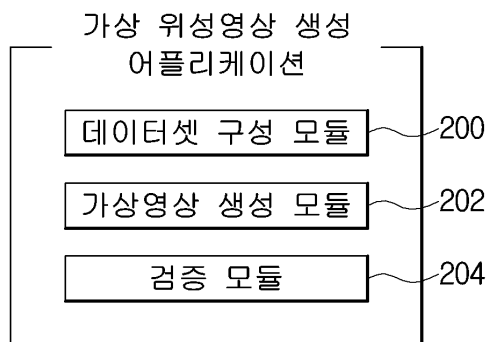 가상 위성영상 생성
어플리케이션
데이터셋 구성 모듈
200
가상영상 생성 모듈
202
검증 모듈
204